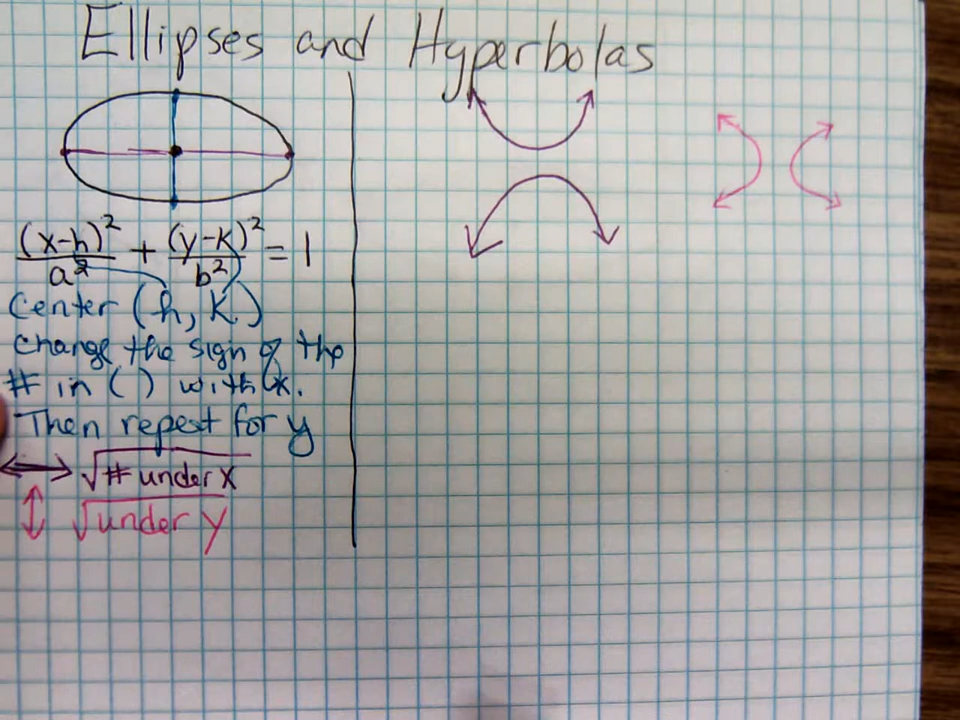 Ellipses and Hyperbolas
(x-h)²/a² + (y-k)²/b² = 1
Center (h, k)
change the sign of the
# in ( ) with x.
Then repeat for y
√# under x
√under y